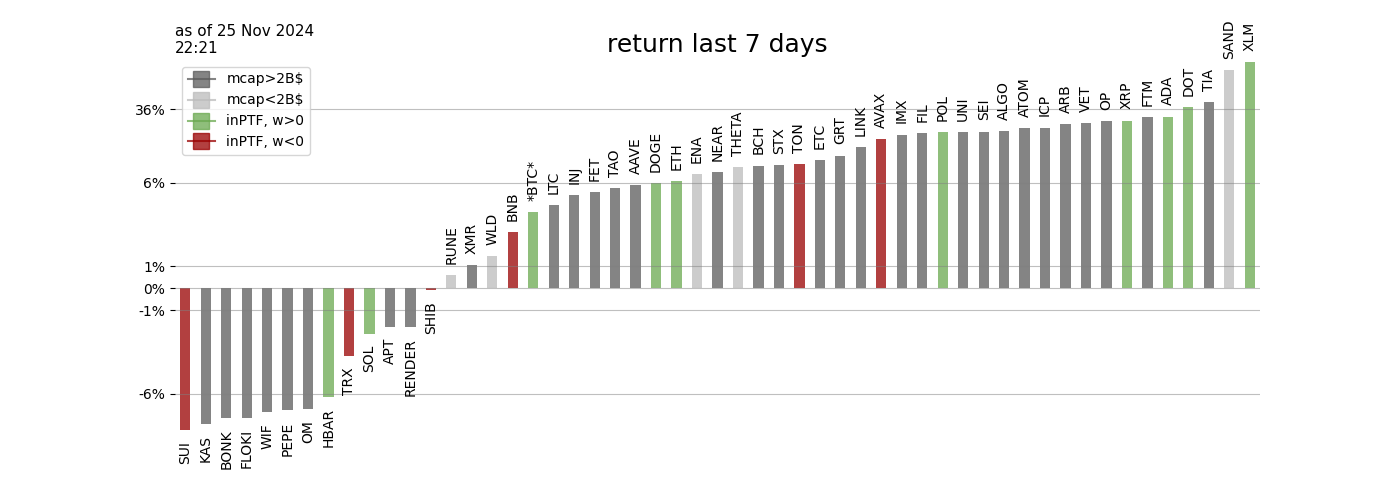 as of 25 Nov 2024
22:21
return last 7 days
mcap>2B$
mcap<2B$
inPTF, w>0
inPTF, w<0
36%
6%
1%
0%
-1%
-6%
SUI
KAS
BONK
FLOKI
WIF
PEPE
OM
HBAR
TRX
SOL
APT
RENDER
SHIB
RUNE
XMR
WLD
BNB
*BTC*
LTC
INJ
FET
TAO
AAVE
DOGE
ETH
ENA
NEAR
THETA
BCH
STX
TON
ETC
GRT
LINK
AVAX
IMX
FIL
POL
UNI
SEI
ALGO
ATOM
ICP
ARB
VET
OP
XRP
FTM
ADA
DOT
TIA
SAND
XLM